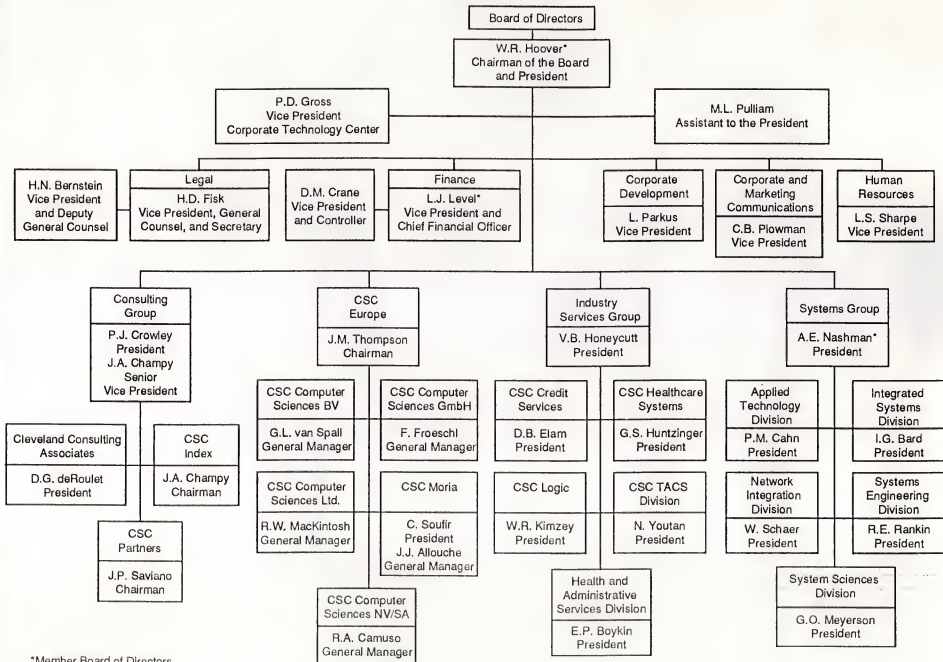 Board of Directors
W.R. Hoover*
Chairman of the Board
and President
P.D. Gross
Vice President
Corporate Technology Center
M.L. Pulliam
Assistant to the President
H.N. Bernstein
Vice President
and Deputy
General Counsel
Legal
H.D. Fisk
Vice President, General
Counsel, and Secretary
D.M. Crane
Vice President
and Controller
Finance
L.J. Level*
Vice President and
Chief Financial Officer
Corporate
Development
L. Parkus
Vice President
Corporate and
Marketing
Communications
C.B. Plowman
Vice President
Human
Resources
L.S. Sharpe
Vice President
Consulting
Group
P.J. Crowley
President
J.A. Champy
Senior
Vice President
CSC
Europe
J.M. Thompson
Chairman
Industry
Services Group
V.B. Honeycutt
President
Systems Group
A.E. Nashman*
President
Cleveland Consulting
Associates
D.G. deRoulet
President
CSC
Index
J.A. Champy
Chairman
CSC
Partners
J.P. Saviano
Chairman
CSC Computer
Sciences BV
G.L. van Spall
General Manager
CSC Computer
Sciences GmbH
F. Froeschl
General Manager
CSC Computer
Sciences Ltd.
R.W. MacKintosh
General Manager
CSC Moria
C. Soufir
President
J.J. Allouche
General Manager
CSC Computer
Sciences NV/SA
R.A. Camuso
General Manager
CSC Credit
Services
D.B. Elam
President
CSC Healthcare
Systems
G.S. Huntzinger
President
CSC Logic
W.R. Kimzey
President
CSC TACS
Division
N. Youtan
President
Health and
Administrative
Services Division
E.P. Boykin
President
Applied
Technology
Division
P.M. Cahn
President
Integrated
Systems
Division
I.G. Bard
President
Network
Integration
Division
W. Schaer
President
Systems
Engineering
Division
R.E. Rankin
President
System Sciences
Division
G.O. Meyerson
President
*Member Board of Directors